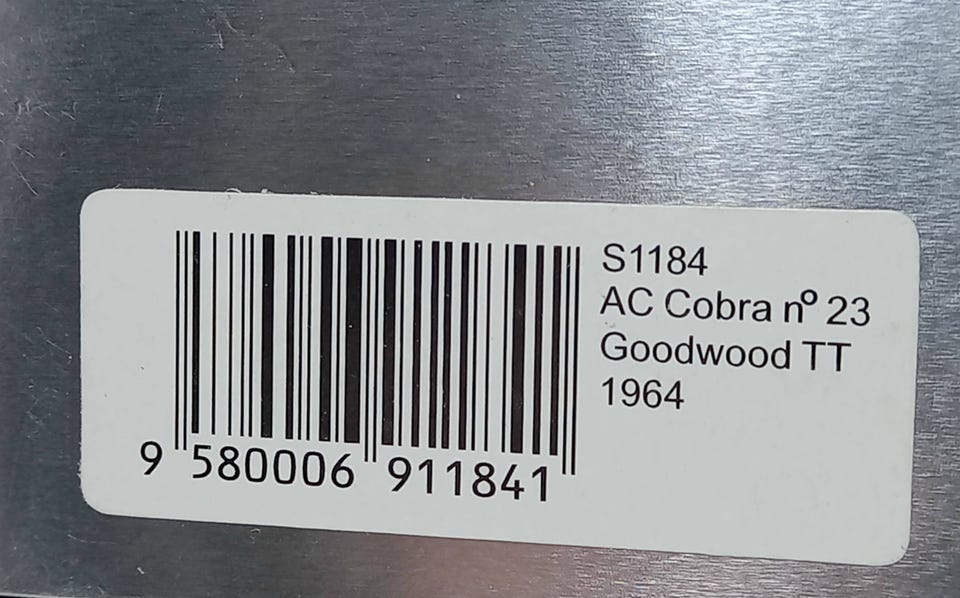 S1184
AC Cobra nº 23
Goodwood TT
1964
9 580006 911841